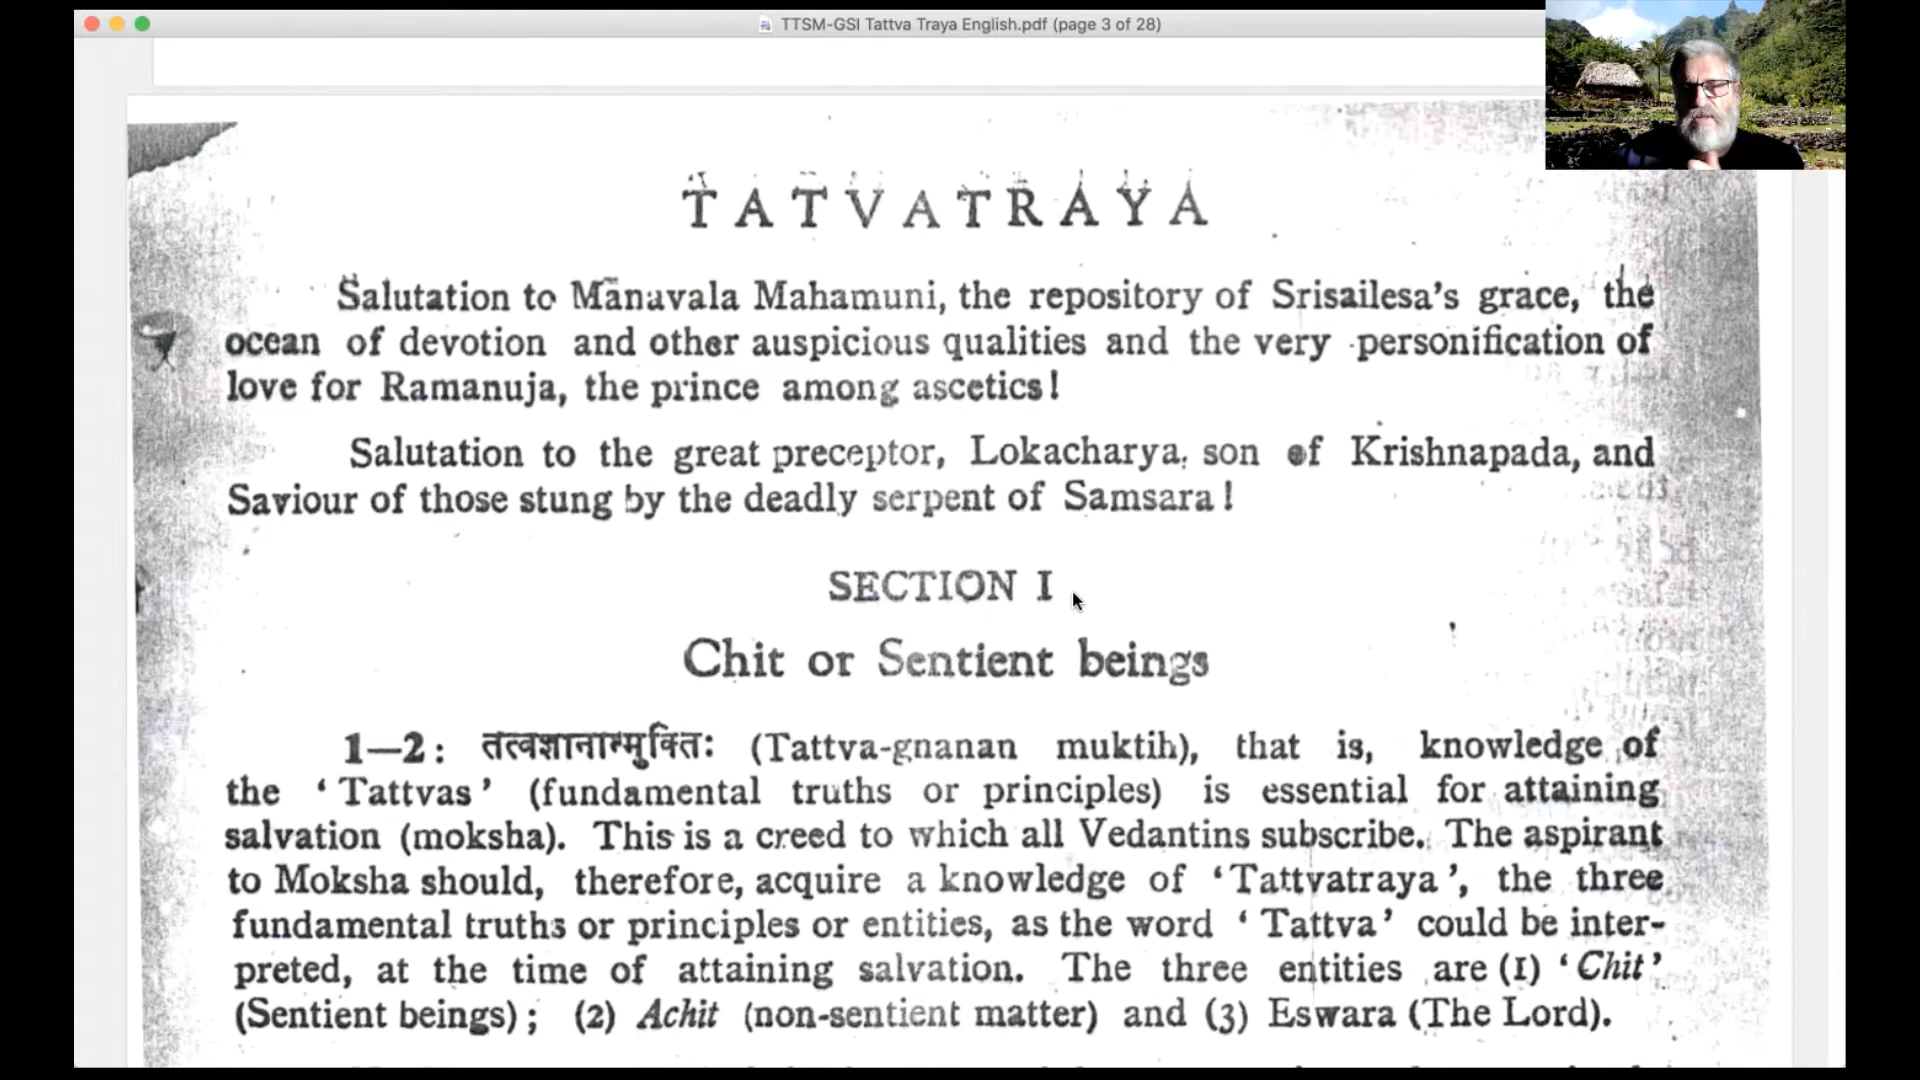 TTSM-GSI Tattva Traya English.pdf (page 3 of 28)
TATVATRAYA
Salutation to Mānavala Mahamuni, the repository of Srisailesa's grace, the
ocean of devotion and other auspicious qualities and the very personification of
love for Ramanuja, the prince among ascetics!
Salutation to the great preceptor, Lokacharya, son of Krishnapada, and
Saviour of those stung by the deadly serpent of Samsara!
SECTION I
Chit or Sentient beings
1—2: तत्वज्ञानान्मुक्तिः (Tattva-gnanan muktih), that is, knowledge of
the 'Tattvas' (fundamental truths or principles) is essential for attaining
salvation (moksha). This is a creed to which all Vedantins subscribe. The aspirant
to Moksha should, therefore, acquire a knowledge of 'Tattvatraya', the three
fundamental truths or principles or entities, as the word 'Tattva' could be inter-
preted, at the time of attaining salvation. The three entities are (1) 'Chit'
(Sentient beings); (2) Achit (non-sentient matter) and (3) Eswara (The Lord).